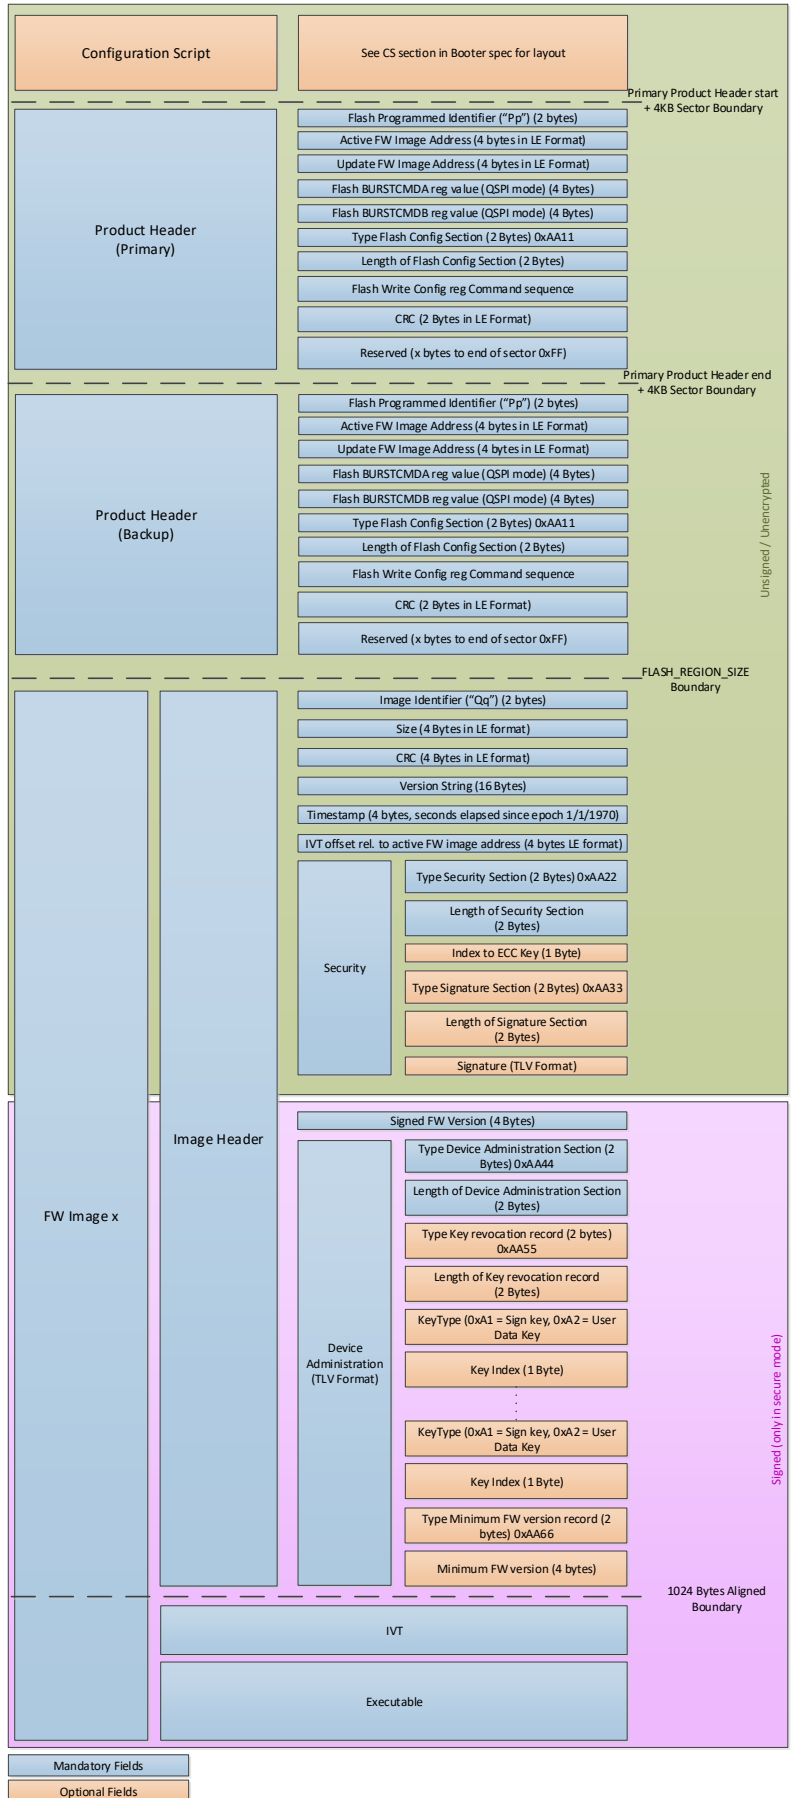 Configuration Script
See CS section in Booter spec for layout
Primary Product Header start
+ 4KB Sector Boundary
Product Header
(Primary)
Flash Programmed Identifier (“Pp”) (2 bytes)
Active FW Image Address (4 bytes in LE Format)
Update FW Image Address (4 bytes in LE Format)
Flash BURSTCMDA reg value (QSPI mode) (4 Bytes)
Flash BURSTCMDB reg value (QSPI mode) (4 Bytes)
Type Flash Config Section (2 Bytes) 0xAA11
Length of Flash Config Section (2 Bytes)
Flash Write Config reg Command sequence
CRC (2 Bytes in LE Format)
Reserved (x bytes to end of sector 0xFF)
Primary Product Header end
+ 4KB Sector Boundary
Product Header
(Backup)
Flash Programmed Identifier (“Pp”) (2 bytes)
Active FW Image Address (4 bytes in LE Format)
Update FW Image Address (4 bytes in LE Format)
Flash BURSTCMDA reg value (QSPI mode) (4 Bytes)
Flash BURSTCMDB reg value (QSPI mode) (4 Bytes)
Type Flash Config Section (2 Bytes) 0xAA11
Length of Flash Config Section (2 Bytes)
Flash Write Config reg Command sequence
CRC (2 Bytes in LE Format)
Reserved (x bytes to end of sector 0xFF)
Unsigned / Unencrypted
FLASH_REGION_SIZE
Boundary
FW Image x
Image Header
Image Identifier (“Qq”) (2 bytes)
Size (4 Bytes in LE format)
CRC (4 Bytes in LE format)
Version String (16 Bytes)
Timestamp (4 bytes, seconds elapsed since epoch 1/1/1970)
IVT offset rel. to active FW image address (4 bytes LE format)
Security
Type Security Section (2 Bytes) 0xAA22
Length of Security Section
(2 Bytes)
Index to ECC Key (1 Byte)
Type Signature Section (2 Bytes) 0xAA33
Length of Signature Section
(2 Bytes)
Signature (TLV Format)
Signed FW Version (4 Bytes)
Device
Administration
(TLV Format)
Type Device Administration Section (2
Bytes) 0xAA44
Length of Device Administration Section
(2 Bytes)
Type Key revocation record (2 bytes)
0xAA55
Length of Key revocation record
(2 Bytes)
KeyType (0xA1 = Sign key, 0xA2 = User
Data Key
Key Index (1 Byte)
KeyType (0xA1 = Sign key, 0xA2 = User
Data Key
Key Index (1 Byte)
Type Minimum FW version record (2
bytes) 0xAA66
Minimum FW version (4 bytes)
Signed (only in secure mode)
1024 Bytes Aligned
Boundary
IVT
Executable
Mandatory Fields
Optional Fields